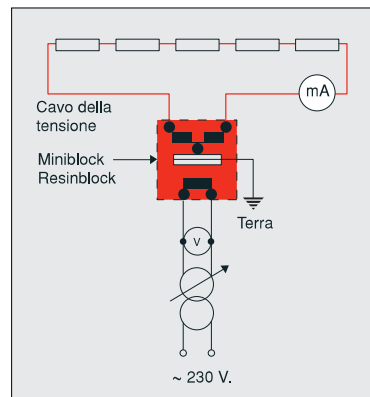 mA
Cavo della
tensione
Miniblock
Resinblock
Terra
V
~ 230 V.